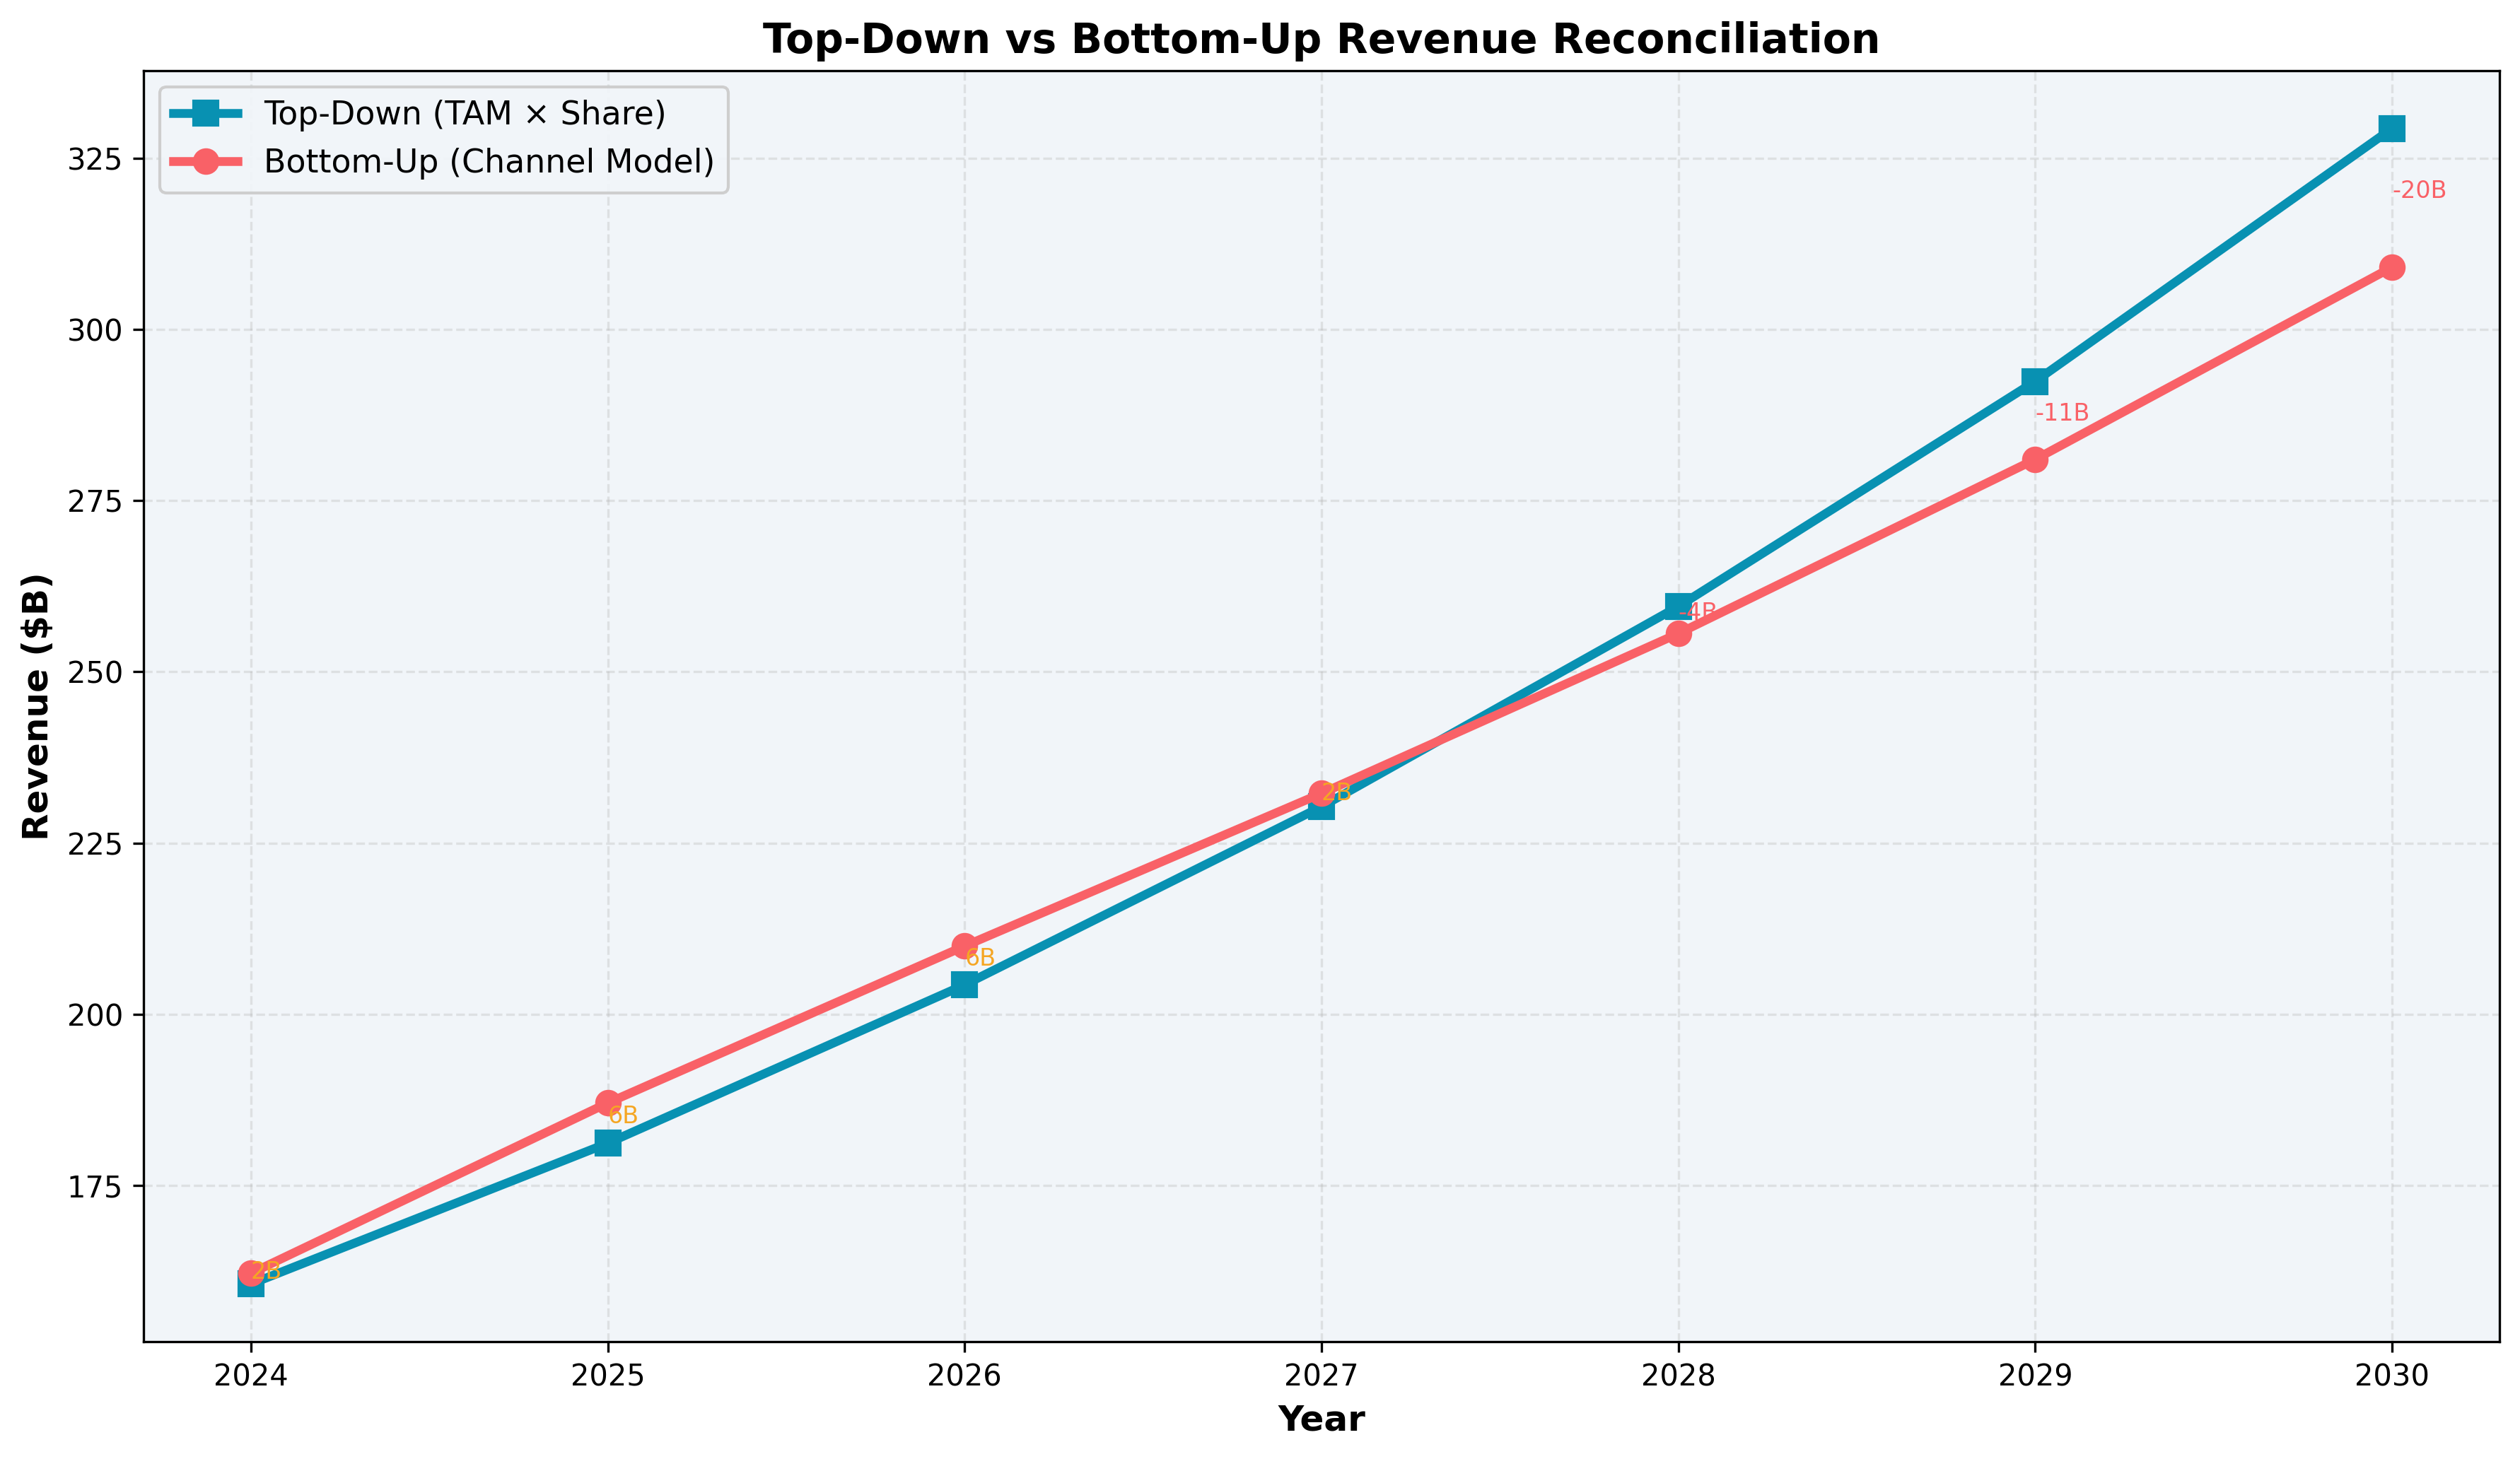 Top-Down vs Bottom-Up Revenue Reconciliation
Top-Down (TAM × Share)
Bottom-Up (Channel Model)
Revenue ($B)
325
300
275
250
225
200
175
2B
6B
6B
2B
-4B
-11B
-20B
2024 2025 2026 2027 2028 2029 2030
Year